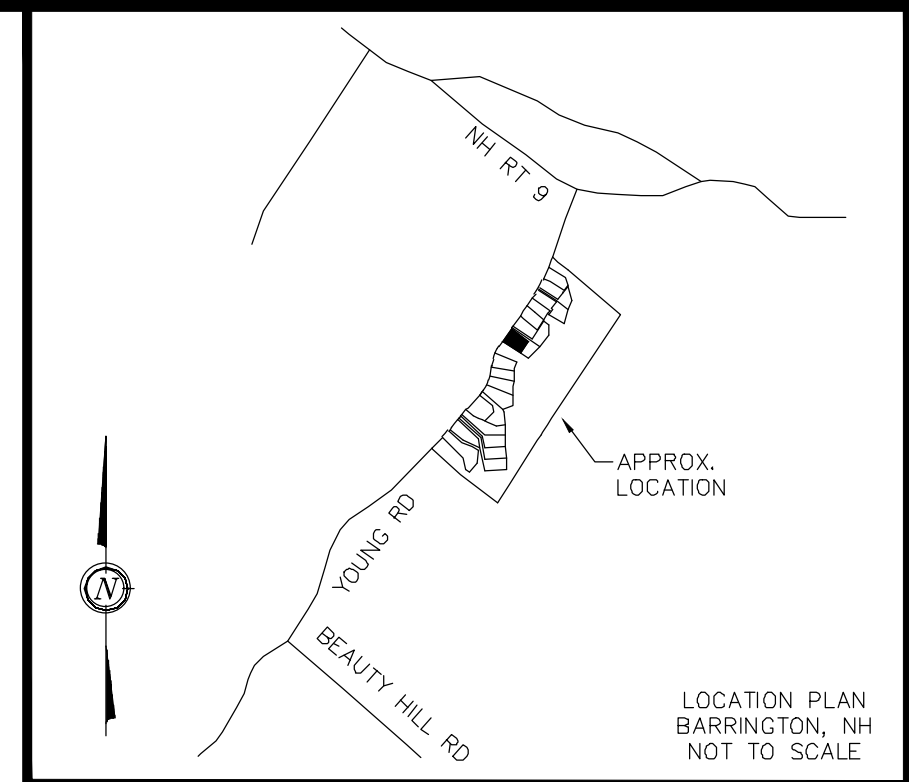 NH RT 9
APPROX.
LOCATION
YOUNG RD
N
BEAUTY HILL RD
LOCATION PLAN
BARRINGTON, NH
NOT TO SCALE